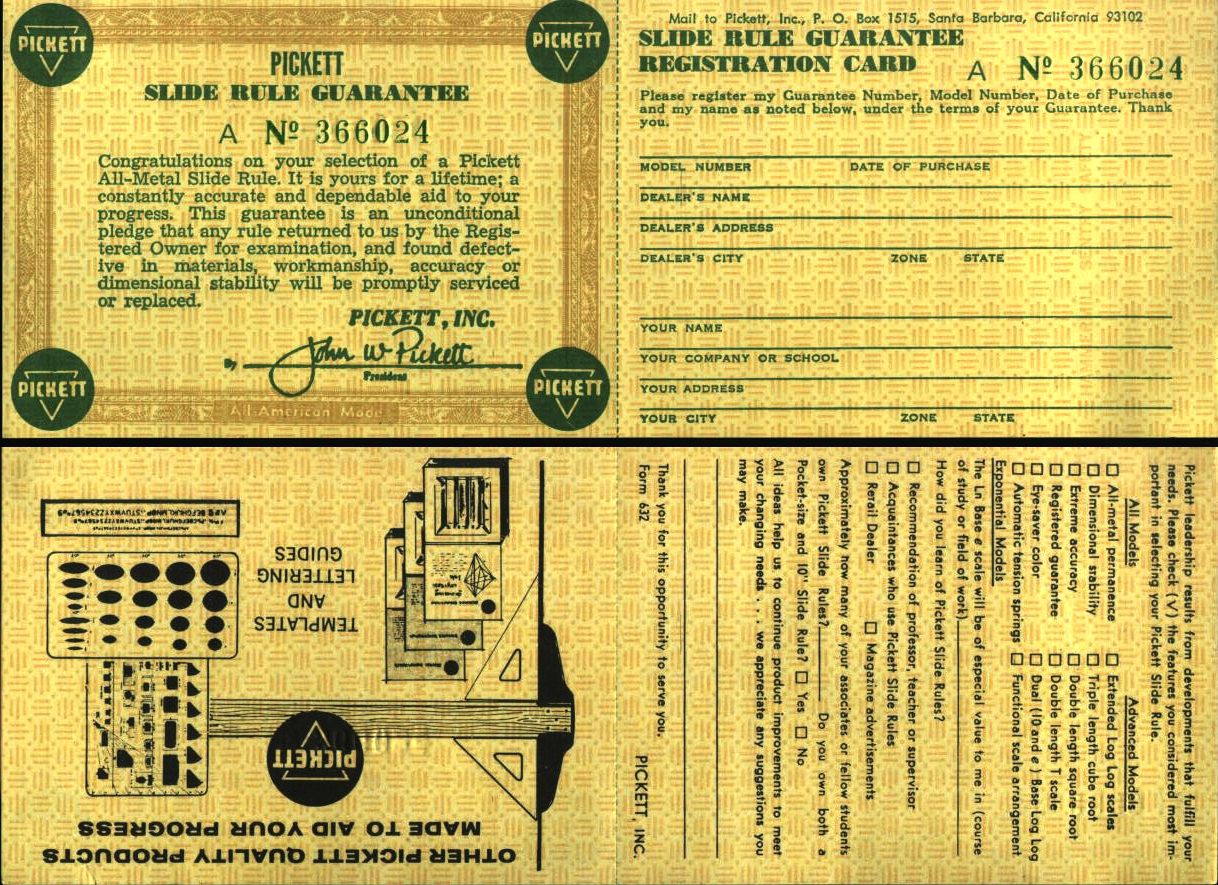 PICKETT
PICKETT
PICKETT
SLIDE RULE GUARANTEE
A Nº 366024
Congratulations on your selection of a Pickett
All-Metal Slide Rule. It is yours for a lifetime; a
constantly accurate and dependable aid to your
progress. This guarantee is an unconditional
pledge that any rule returned to us by the Regis-
tered Owner for examination, and found defect-
ive in materials, workmanship, accuracy or
dimensional stability will be promptly serviced
or replaced.
PICKETT, INC.
By John W Pickett
President
PICKETT
PICKETT
All-American Made
Mail to Pickett, Inc., P. O. Box 1515, Santa Barbara, California 93102
SLIDE RULE GUARANTEE
REGISTRATION CARD A Nº 366024
Please register my Guarantee Number, Model Number, Date of Purchase
and my name as noted below, under the terms of your Guarantee. Thank
you.
MODEL NUMBER DATE OF PURCHASE
DEALER'S NAME
DEALER'S ADDRESS
DEALER'S CITY ZONE STATE
YOUR NAME
YOUR COMPANY OR SCHOOL
YOUR ADDRESS
YOUR CITY ZONE STATE
OTHER PICKETT QUALITY PRODUCTS
MADE TO AID YOUR PROGRESS
PICKETT
TEMPLATES
AND
LETTERING
GUIDES
Pickett leadership results from developments that fulfill your
needs. Please check (√) the features you considered most im-
portant in selecting your Pickett Slide Rule.
All Models Advanced Models
□ All-metal permanence □ Extended Log Log scales
□ Dimensional stability □ Triple length cube root
□ Extreme accuracy □ Double length square root
□ Registered guarantee □ Double length T scale
□ Eye-saver color □ Dual (10 and e) Base Log Log
□ Automatic tension springs □ Functional scale arrangement
Exponential Models
The Ln Base e scale will be of especial value to me in (course
of study or field of work)
How did you learn of Pickett Slide Rules?
□ Recommendation of professor, teacher or supervisor
□ Acquaintances who use Pickett Slide Rules
□ Retail Dealer □ Magazine advertisements
Approximately how many of your associates or fellow students
own Pickett Slide Rules? Do you own both a
Pocket-size and 10" Slide Rule? □ Yes □ No
All ideas help us to continue product improvements to meet
your changing needs . . . we appreciate any suggestions you
may make.
Thank you for this opportunity to serve you.
Form 632 PICKETT, INC.